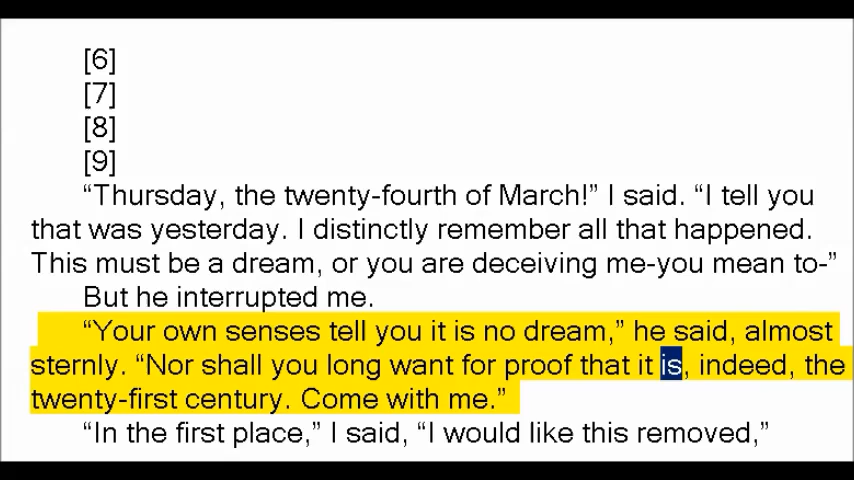 [6]
[7]
[8]
[9]
“Thursday, the twenty-fourth of March!” I said. “I tell you
that was yesterday. I distinctly remember all that happened.
This must be a dream, or you are deceiving me-you mean to-”
But he interrupted me.
“Your own senses tell you it is no dream,” he said, almost
sternly. “Nor shall you long want for proof that it is, indeed, the
twenty-first century. Come with me.”
“In the first place,” I said, “I would like this removed,”